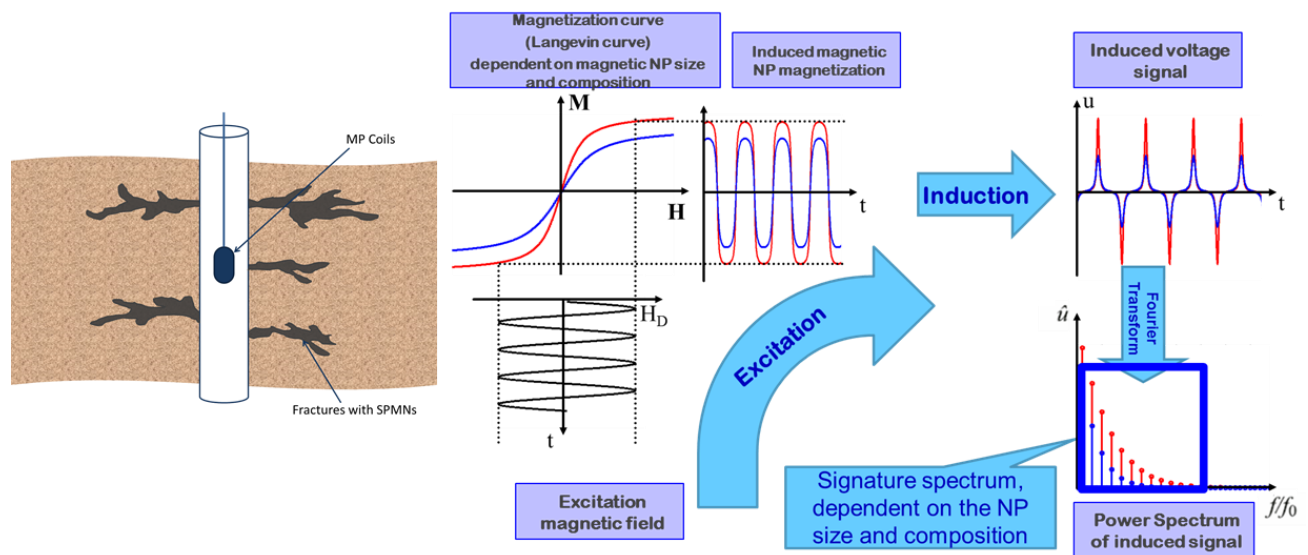 MP Coils
Fractures with SPMNs
Magnetization curve
(Langevin curve)
dependent on magnetic NP size
and composition
Induced magnetic
NP magnetization
M
H
t
H_D
t
Excitation
magnetic field
Excitation
Induction
Induced voltage
signal
u
t
Fourier
Transform
û
f/f₀
Signature spectrum,
dependent on the NP
size and composition
Power Spectrum
of induced signal